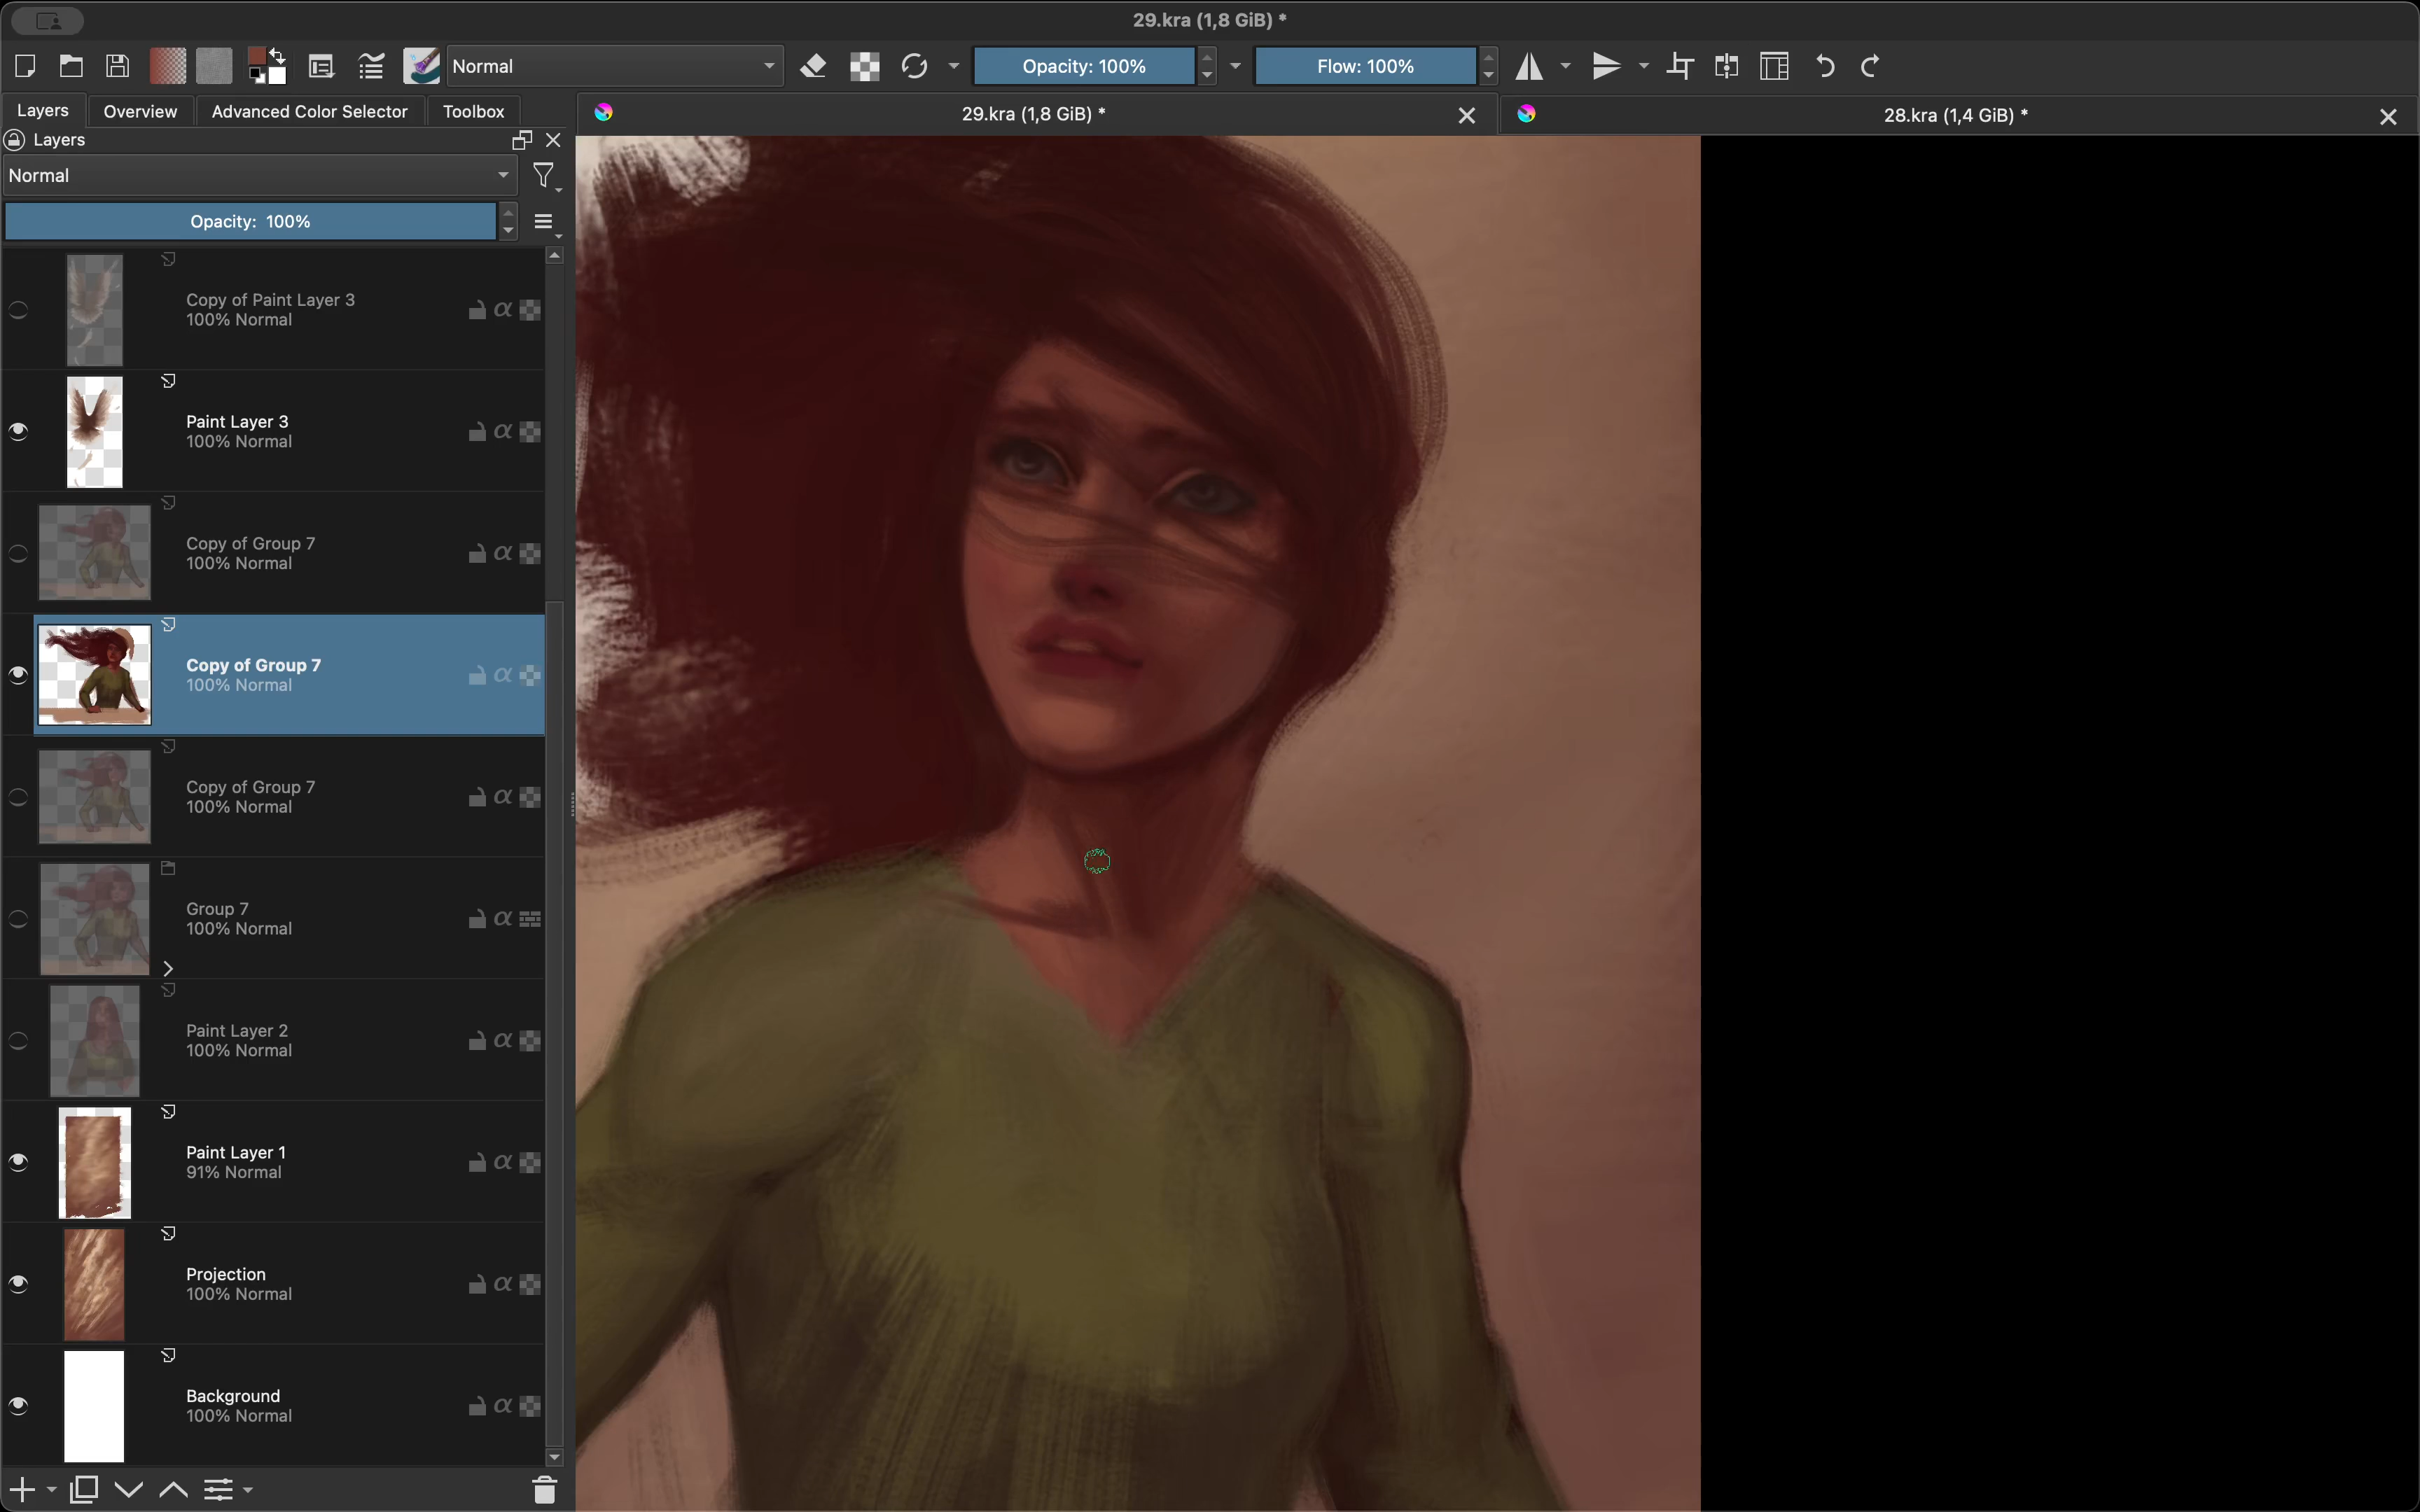 29.kra (1,8 GiB) *
Normal
Opacity: 100%
Flow: 100%
Layers
Overview
Advanced Color Selector
Toolbox
29.kra (1,8 GiB) *
28.kra (1,4 GiB) *
Layers
Normal
Opacity: 100%
Copy of Paint Layer 3
100% Normal
Paint Layer 3
100% Normal
Copy of Group 7
100% Normal
Copy of Group 7
100% Normal
Copy of Group 7
100% Normal
Group 7
100% Normal
Paint Layer 2
100% Normal
Paint Layer 1
91% Normal
Projection
100% Normal
Background
100% Normal